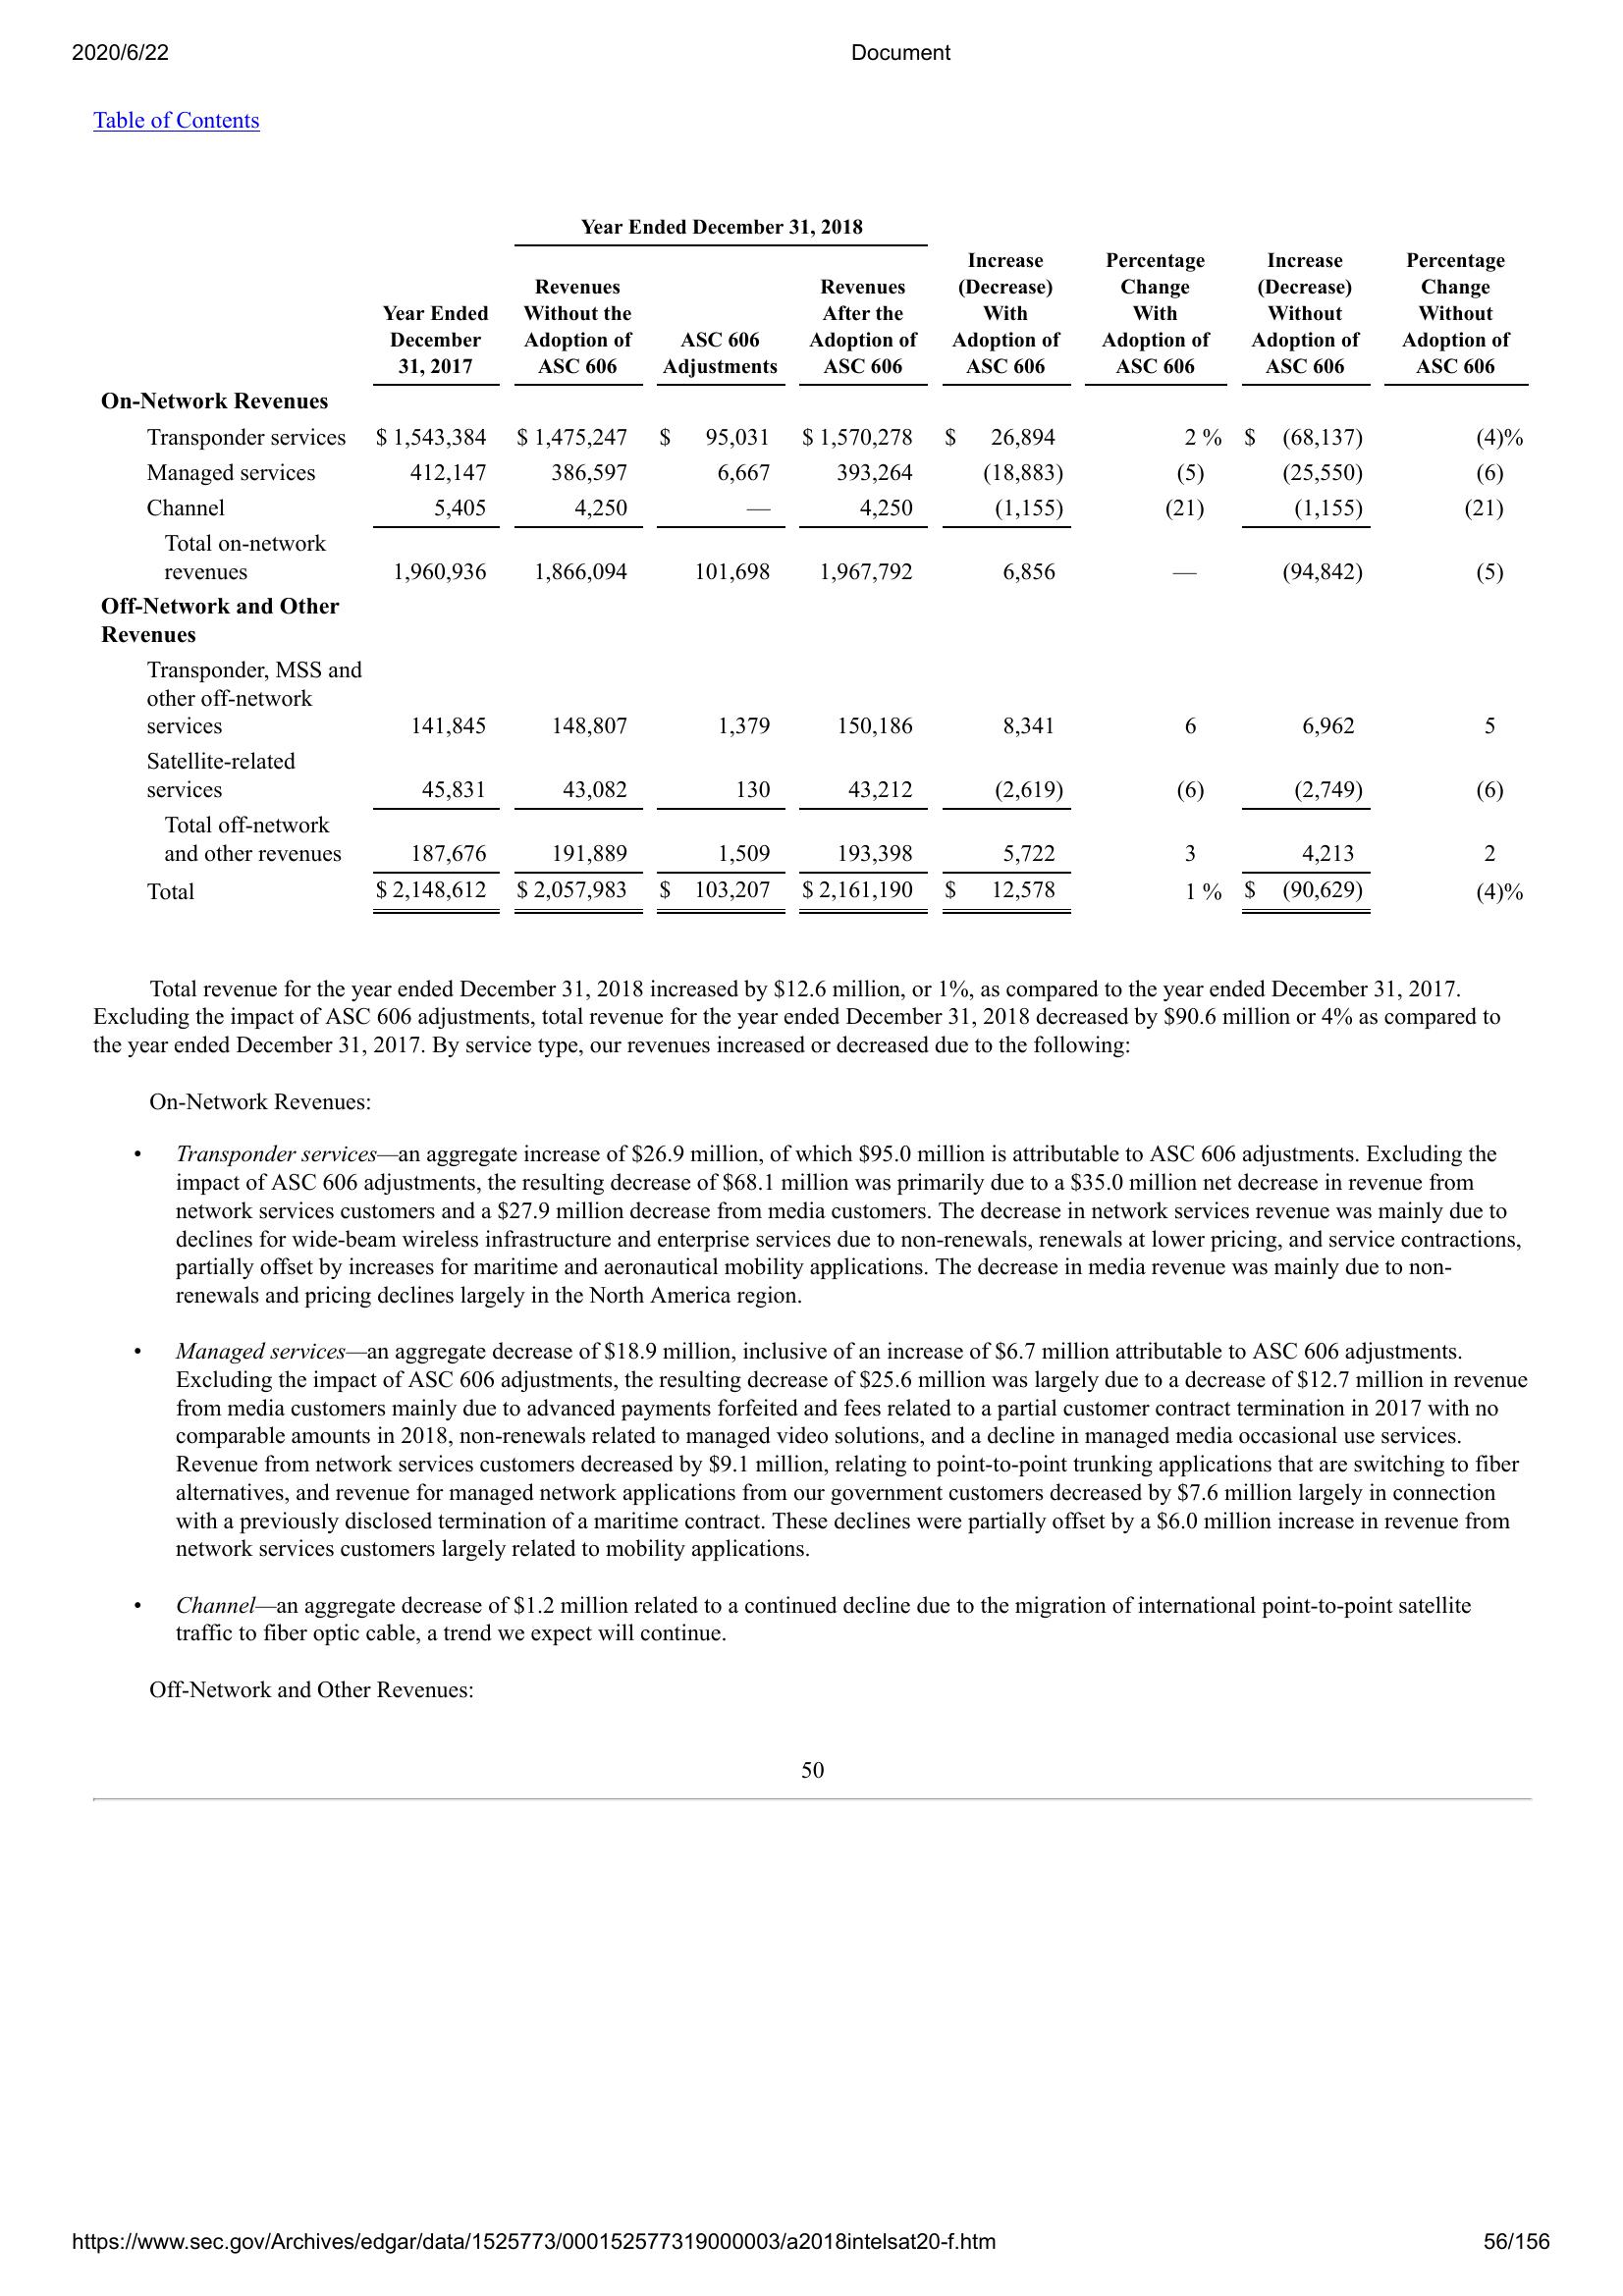 2020/6/22 Document
Table of Contents
Year Ended December 31, 2018
Year Ended December 31, 2017 | Revenues Without the Adoption of ASC 606 | ASC 606 Adjustments | Revenues After the Adoption of ASC 606 | Increase (Decrease) With Adoption of ASC 606 | Percentage Change With Adoption of ASC 606 | Increase (Decrease) Without Adoption of ASC 606 | Percentage Change Without Adoption of ASC 606
On-Network Revenues
Transponder services $ 1,543,384 $ 1,475,247 $ 95,031 $ 1,570,278 $ 26,894 2 % $ (68,137) (4)%
Managed services 412,147 386,597 6,667 393,264 (18,883) (5) (25,550) (6)
Channel 5,405 4,250 — 4,250 (1,155) (21) (1,155) (21)
Total on-network
revenues 1,960,936 1,866,094 101,698 1,967,792 6,856 — (94,842) (5)
Off-Network and Other
Revenues
Transponder, MSS and
other off-network
services 141,845 148,807 1,379 150,186 8,341 6 6,962 5
Satellite-related
services 45,831 43,082 130 43,212 (2,619) (6) (2,749) (6)
Total off-network
and other revenues 187,676 191,889 1,509 193,398 5,722 3 4,213 2
Total $ 2,148,612 $ 2,057,983 $ 103,207 $ 2,161,190 $ 12,578 1 % $ (90,629) (4)%
Total revenue for the year ended December 31, 2018 increased by $12.6 million, or 1%, as compared to the year ended December 31, 2017.
Excluding the impact of ASC 606 adjustments, total revenue for the year ended December 31, 2018 decreased by $90.6 million or 4% as compared to
the year ended December 31, 2017. By service type, our revenues increased or decreased due to the following:
On-Network Revenues:
• Transponder services—an aggregate increase of $26.9 million, of which $95.0 million is attributable to ASC 606 adjustments. Excluding the
impact of ASC 606 adjustments, the resulting decrease of $68.1 million was primarily due to a $35.0 million net decrease in revenue from
network services customers and a $27.9 million decrease from media customers. The decrease in network services revenue was mainly due to
declines for wide-beam wireless infrastructure and enterprise services due to non-renewals, renewals at lower pricing, and service contractions,
partially offset by increases for maritime and aeronautical mobility applications. The decrease in media revenue was mainly due to non-
renewals and pricing declines largely in the North America region.
• Managed services—an aggregate decrease of $18.9 million, inclusive of an increase of $6.7 million attributable to ASC 606 adjustments.
Excluding the impact of ASC 606 adjustments, the resulting decrease of $25.6 million was largely due to a decrease of $12.7 million in revenue
from media customers mainly due to advanced payments forfeited and fees related to a partial customer contract termination in 2017 with no
comparable amounts in 2018, non-renewals related to managed video solutions, and a decline in managed media occasional use services.
Revenue from network services customers decreased by $9.1 million, relating to point-to-point trunking applications that are switching to fiber
alternatives, and revenue for managed network applications from our government customers decreased by $7.6 million largely in connection
with a previously disclosed termination of a maritime contract. These declines were partially offset by a $6.0 million increase in revenue from
network services customers largely related to mobility applications.
• Channel—an aggregate decrease of $1.2 million related to a continued decline due to the migration of international point-to-point satellite
traffic to fiber optic cable, a trend we expect will continue.
Off-Network and Other Revenues:
50
https://www.sec.gov/Archives/edgar/data/1525773/000152577319000003/a2018intelsat20-f.htm 56/156